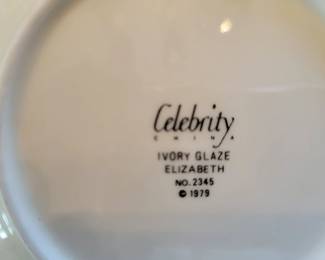 Celebrity
CHINA
IVORY GLAZE
ELIZABETH
NO. 2345
© 1979